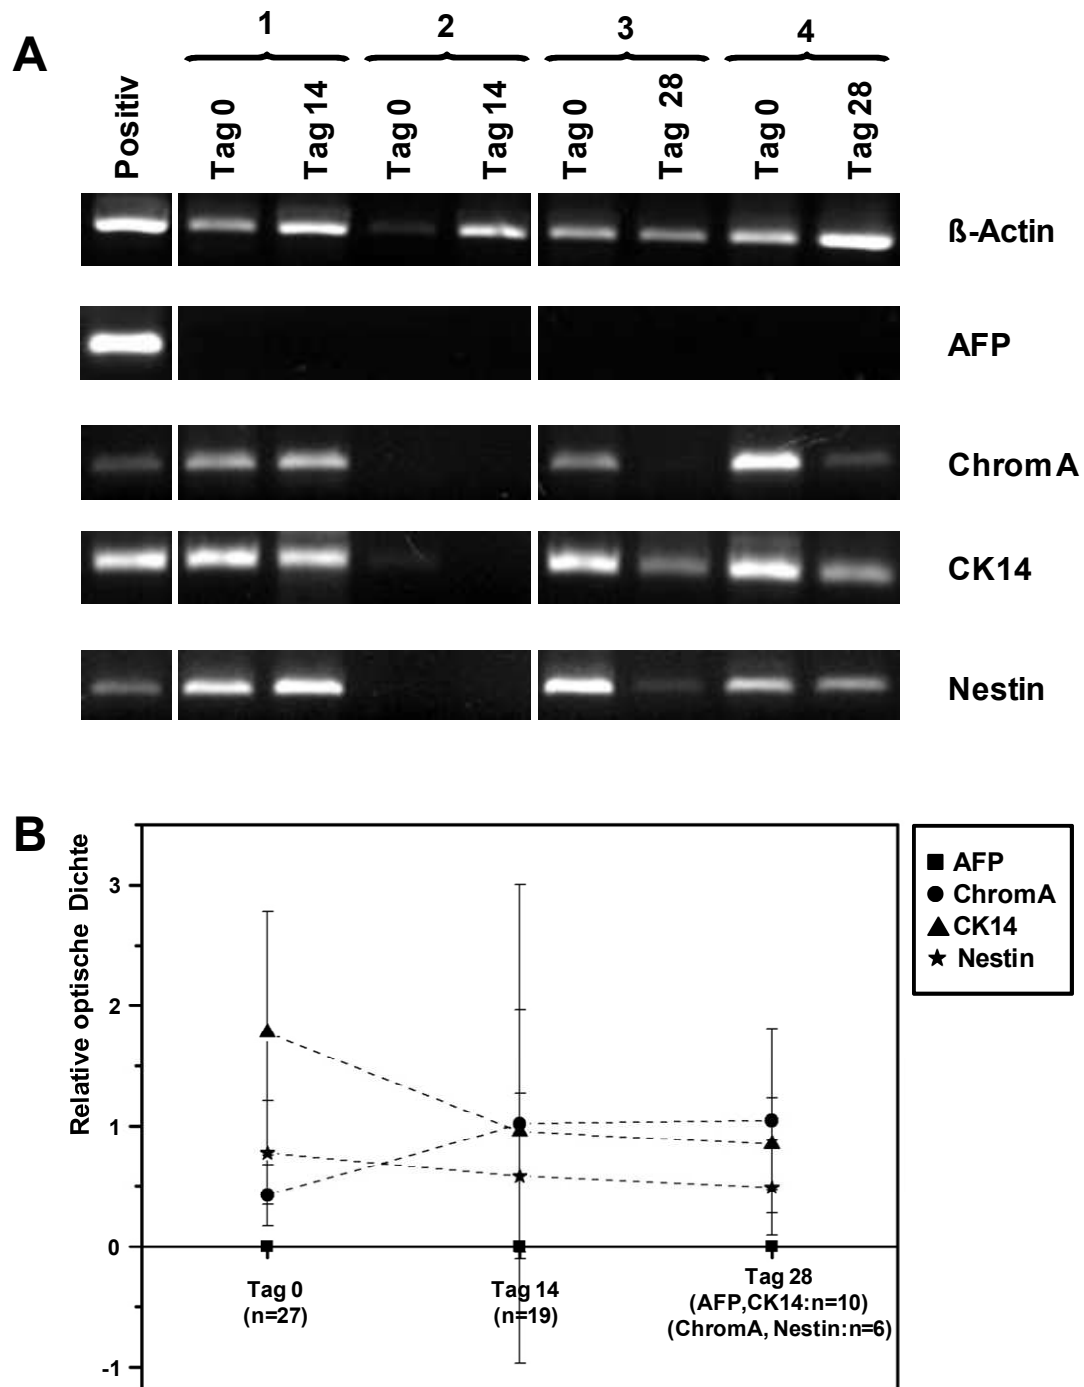 A
1 2 3 4
Positiv
Tag 0
Tag 14
Tag 0
Tag 14
Tag 0
Tag 28
Tag 0
Tag 28
ß-Actin
AFP
ChromA
CK14
Nestin
B
Relative optische Dichte
3
2
1
0
-1
Tag 0
(n=27)
Tag 14
(n=19)
Tag 28
(AFP,CK14:n=10)
(ChromA, Nestin:n=6)
AFP
ChromA
CK14
Nestin